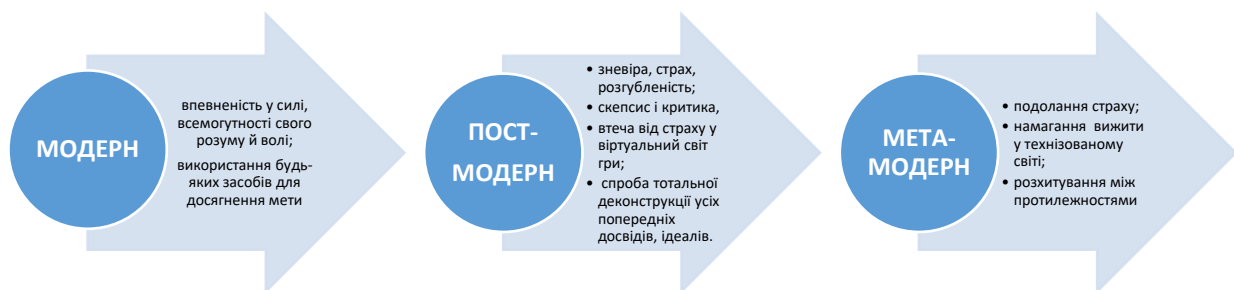 МОДЕРН
впевненість у силі,
всемогутності свого
розуму й волі;
використання будь-
яких засобів для
досягнення мети
ПОСТ-
МОДЕРН
• зневіра, страх,
розгубленість;
• скепсис і критика,
• втеча від страху у
віртуальний світ
гри;
• спроба тотальної
деконструкції усіх
попередніх
досвідів, ідеалів.
МЕТА-
МОДЕРН
• подолання страху;
• намагання вижити
у технізованому
світі;
• розхитування між
протилежностями